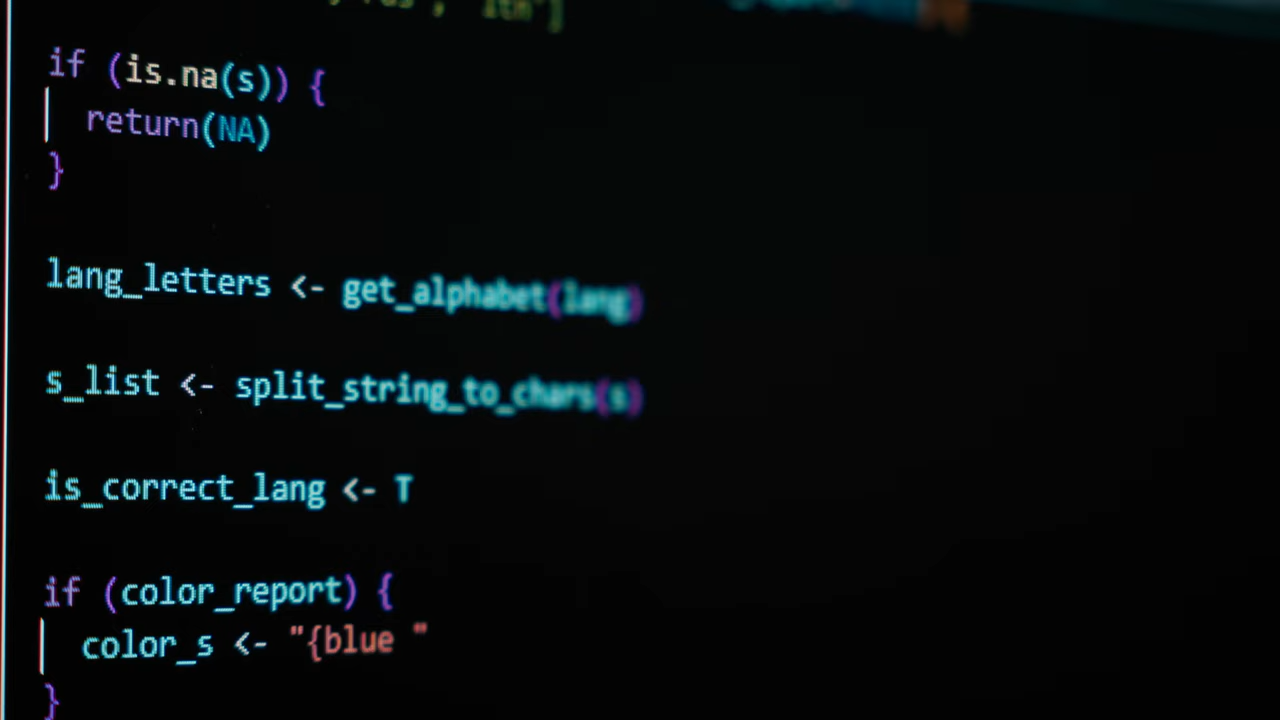 if (is.na(s)) {
return(NA)
}
lang_letters <- get_alphabet(lang)
s_list <- split_string_to_chars(s)
is_correct_lang <- T
if (color_report) {
color_s <- "{blue "
}